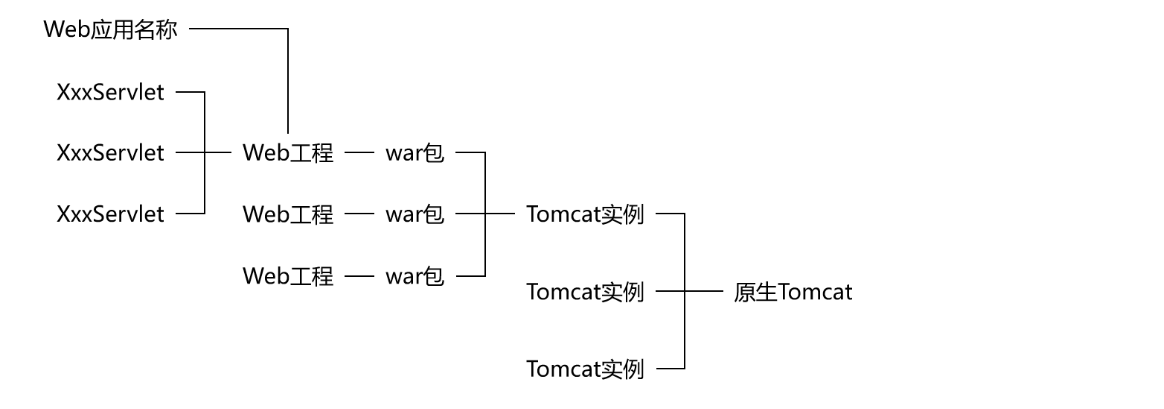 Web应用名称
XxxServlet
XxxServlet Web工程 war包
XxxServlet Web工程 war包 Tomcat实例
Web工程 war包
Tomcat实例 原生Tomcat
Tomcat实例